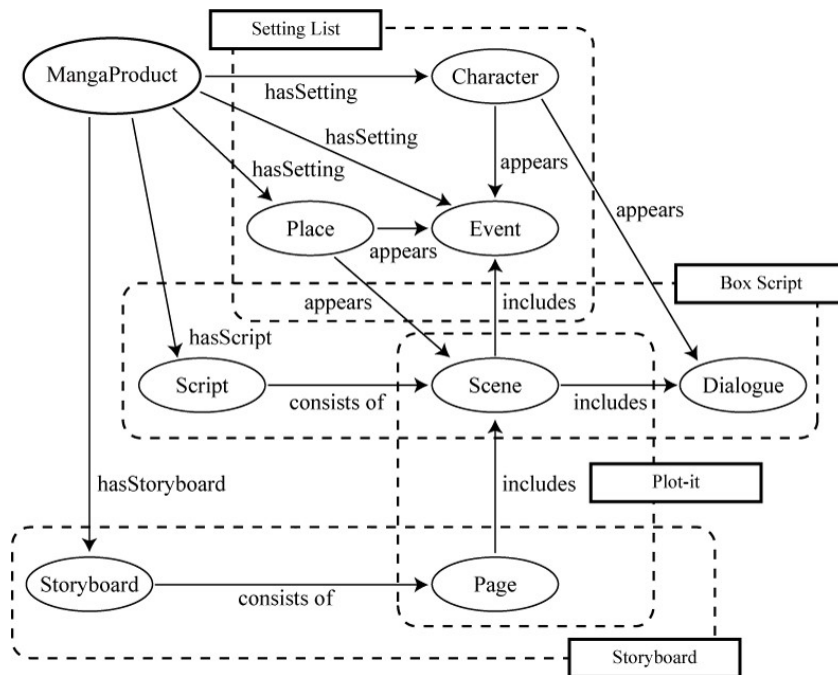 Setting List
MangaProduct
Character
hasSetting
hasSetting
appears
hasSetting
Place
Event
appears
appears
appears
includes
Box Script
hasScript
Script
Scene
Dialogue
consists of
includes
hasStoryboard
includes
Plot-it
Storyboard
Page
consists of
Storyboard